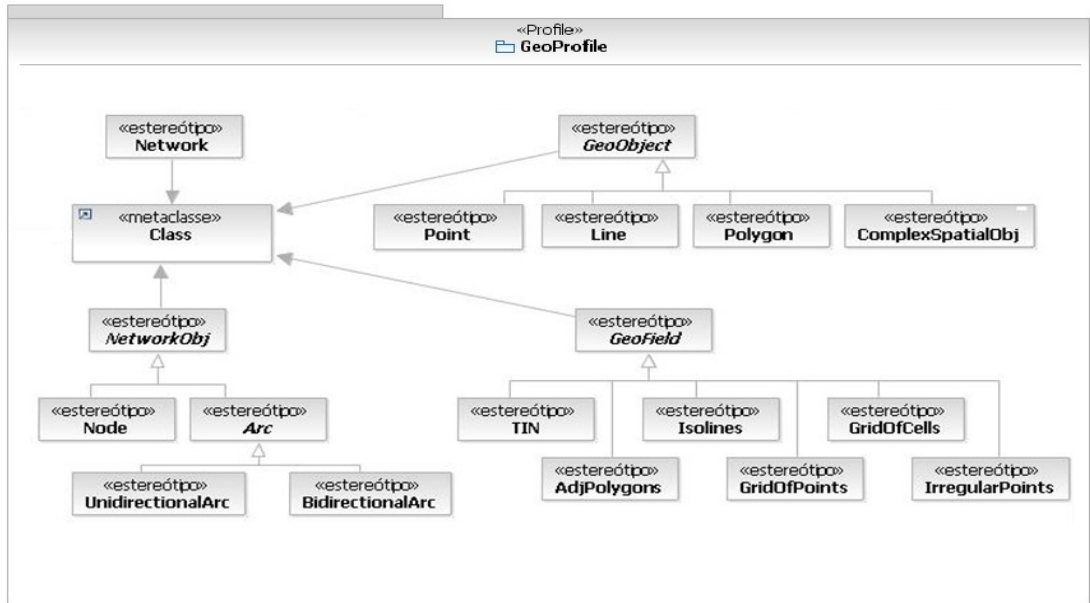 «Profile»
GeoProfile
«estereótipo»
Network
«estereótipo»
GeoObject
«metaclasse»
Class
«estereótipo»
Point
«estereótipo»
Line
«estereótipo»
Polygon
«estereótipo»
ComplexSpatialObj
«estereótipo»
NetworkObj
«estereótipo»
GeoField
«estereótipo»
Node
«estereótipo»
Arc
«estereótipo»
TIN
«estereótipo»
Isolines
«estereótipo»
GridOfCells
«estereótipo»
UnidirectionalArc
«estereótipo»
BidirectionalArc
«estereótipo»
AdjPolygons
«estereótipo»
GridOfPoints
«estereótipo»
IrregularPoints